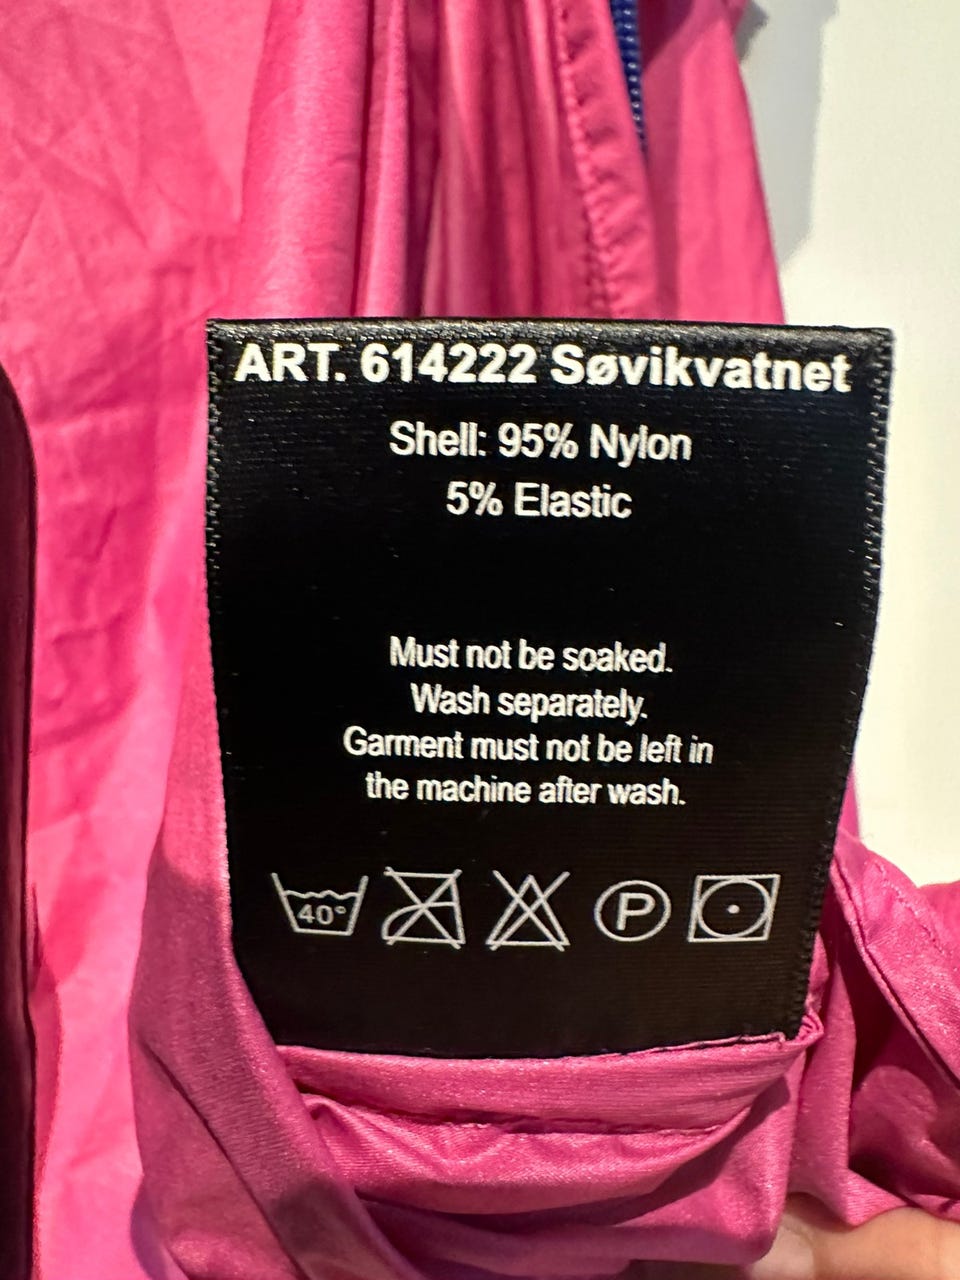 ART. 614222 Søvikvatnet
Shell: 95% Nylon
5% Elastic
Must not be soaked.
Wash separately.
Garment must not be left in
the machine after wash.
40°
P